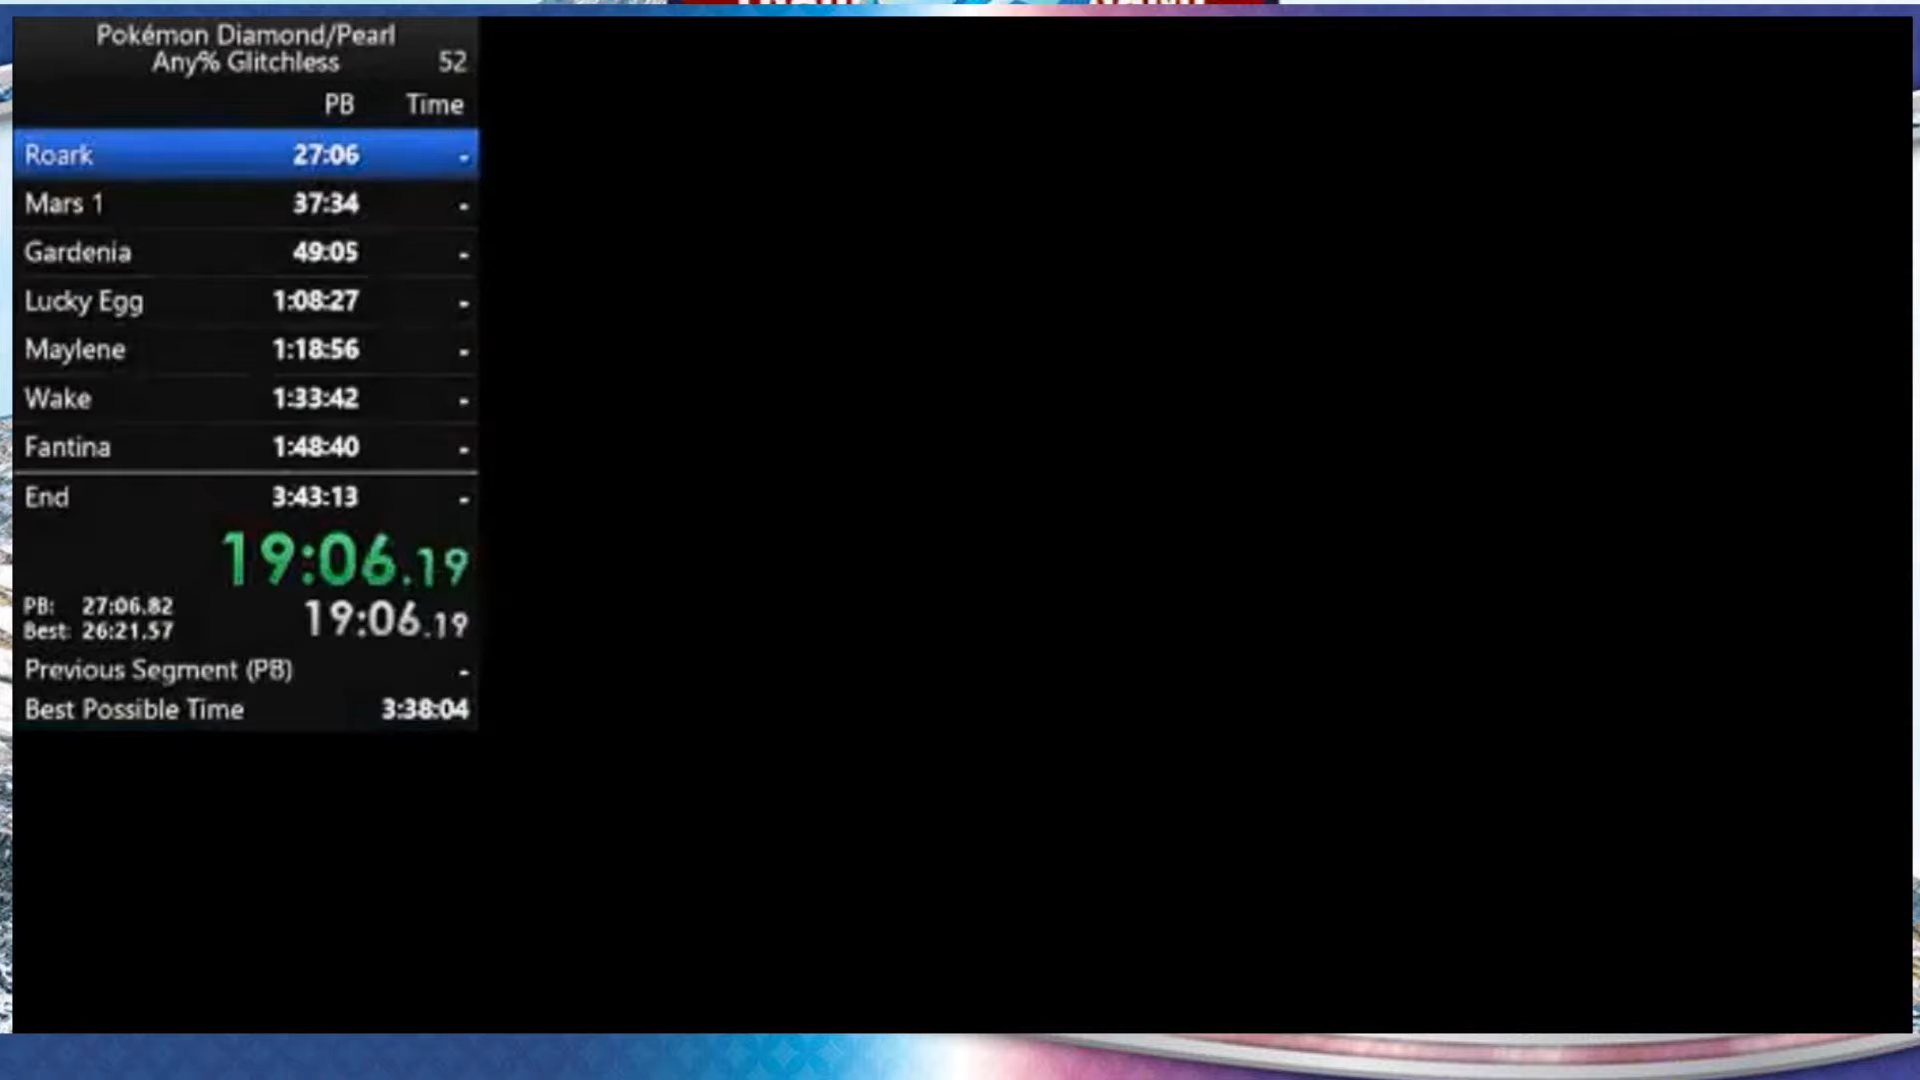 Pokémon Diamond/Pearl
Any% Glitchless 52
PB Time
Roark 27:06 -
Mars 1 37:34 -
Gardenia 49:05 -
Lucky Egg 1:08:27 -
Maylene 1:18:56 -
Wake 1:33:42 -
Fantina 1:48:40 -
End 3:43:13 -
19:06.19
PB: 27:06.82
Best: 26:21.57
19:06.19
Previous Segment (PB) -
Best Possible Time 3:38:04